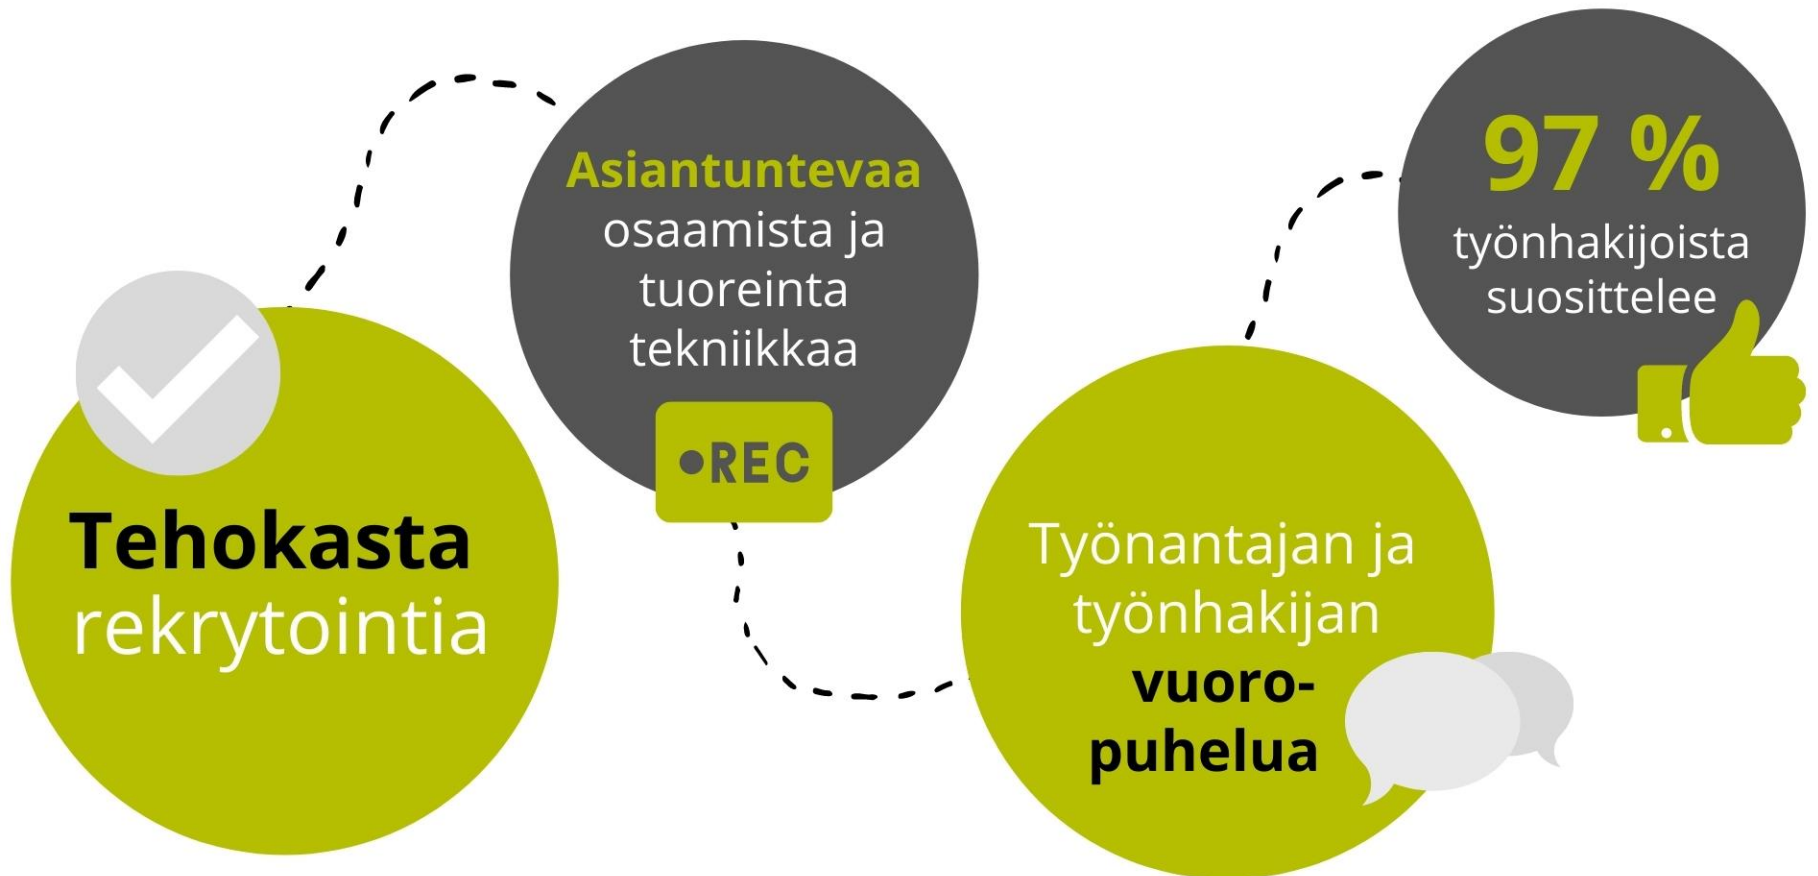 Tehokasta
rekrytointia
Asiantuntevaa
osaamista ja
tuoreinta
tekniikkaa
REC
Työnantajan ja
työnhakijan
vuoro-
puhelua
97 %
työnhakijoista
suosittelee